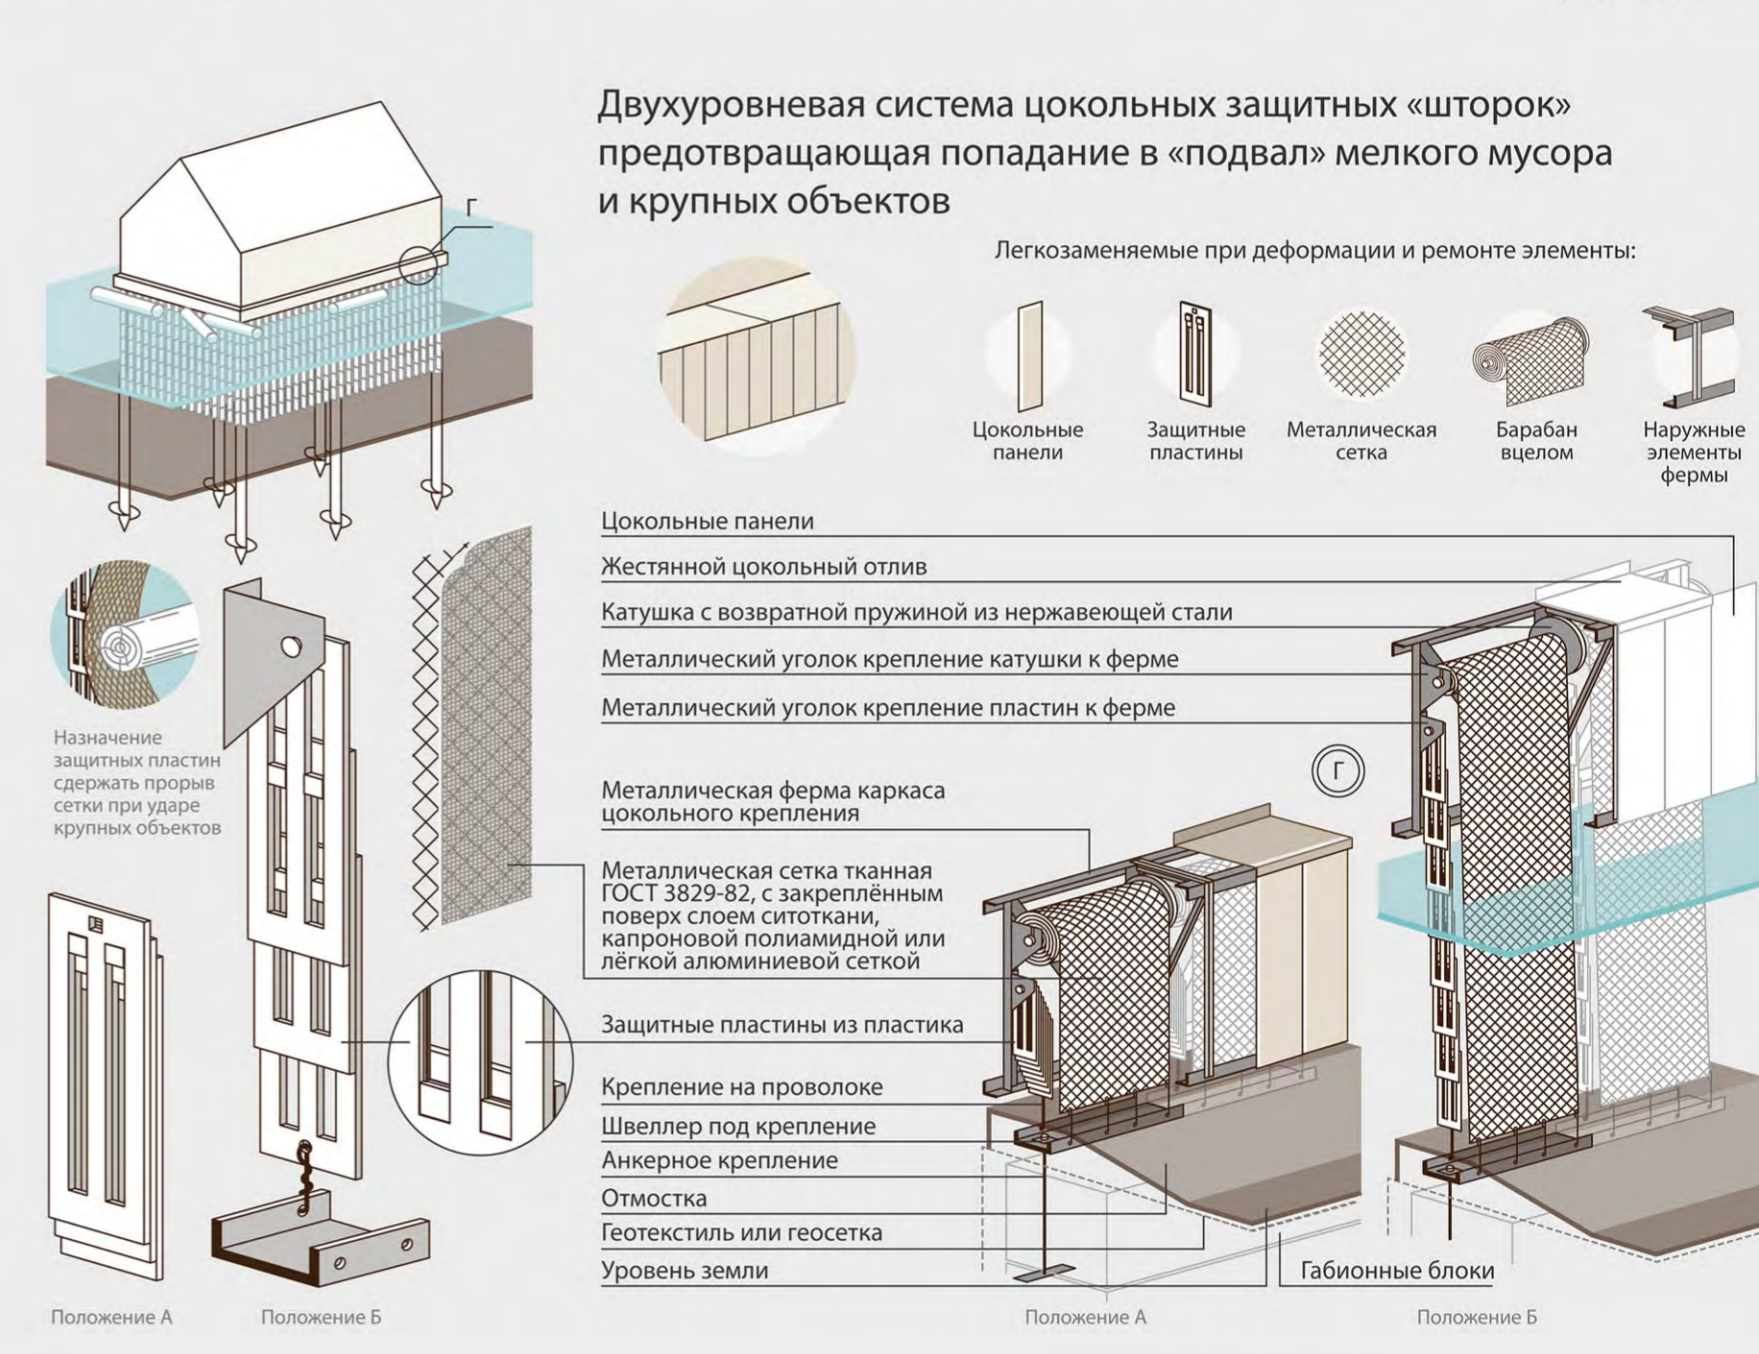 Двухуровневая система цокольных защитных «шторок»
предотвращающая попадание в «подвал» мелкого мусора
и крупных объектов
Г
Легкозаменяемые при деформации и ремонте элементы:
Цокольные
панели
Защитные
пластины
Металлическая
сетка
Барабан
вцелом
Наружные
элементы
фермы
Цокольные панели
Жестянной цокольный отлив
Катушка с возвратной пружиной из нержавеющей стали
Металлический уголок крепление катушки к ферме
Металлический уголок крепление пластин к ферме
Назначение
защитных пластин
сдержать прорыв
сетки при ударе
крупных объектов
Г
Металлическая ферма каркаса
цокольного крепления
Металлическая сетка тканная
ГОСТ 3829-82, с закреплённым
поверх слоем ситоткани,
капроновой полиамидной или
лёгкой алюминиевой сеткой
Защитные пластины из пластика
Крепление на проволоке
Швеллер под крепление
Анкерное крепление
Отмостка
Геотекстиль или геосетка
Уровень земли
Габионные блоки
Положение А
Положение Б
Положение А
Положение Б